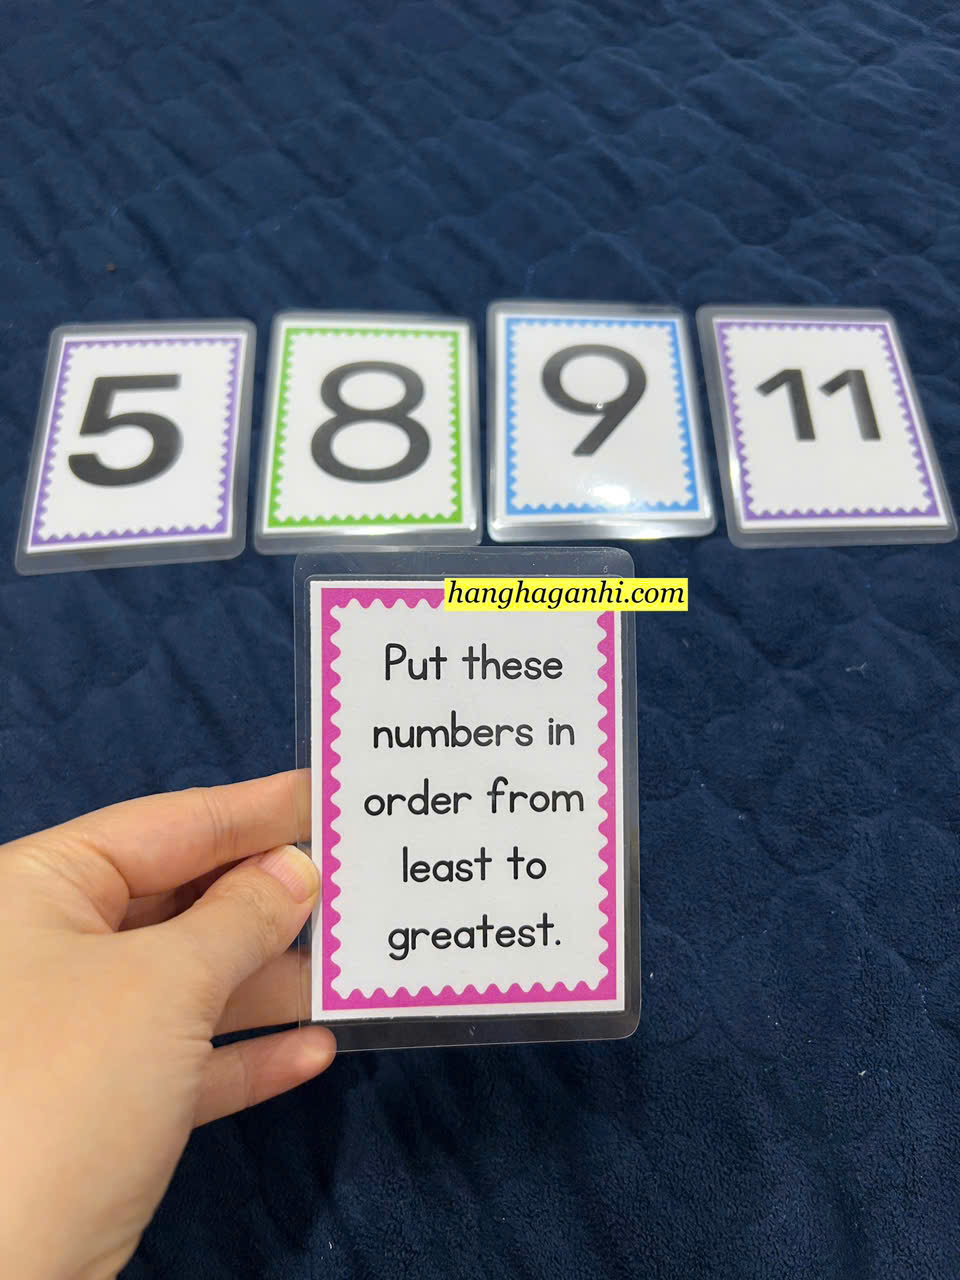 5
8
9
11
hanghaganhi.com
Put these
numbers in
order from
least to
greatest.